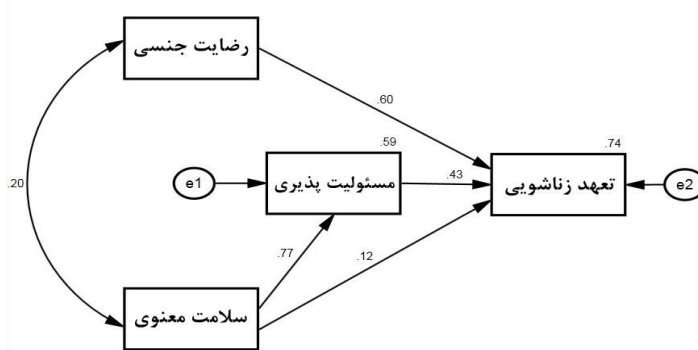 رضایت جنسی
.60
.59
.74
.20
e1
مسئولیت پذیری
.43
تعهد زناشویی
e2
.77
.12
سلامت معنوی